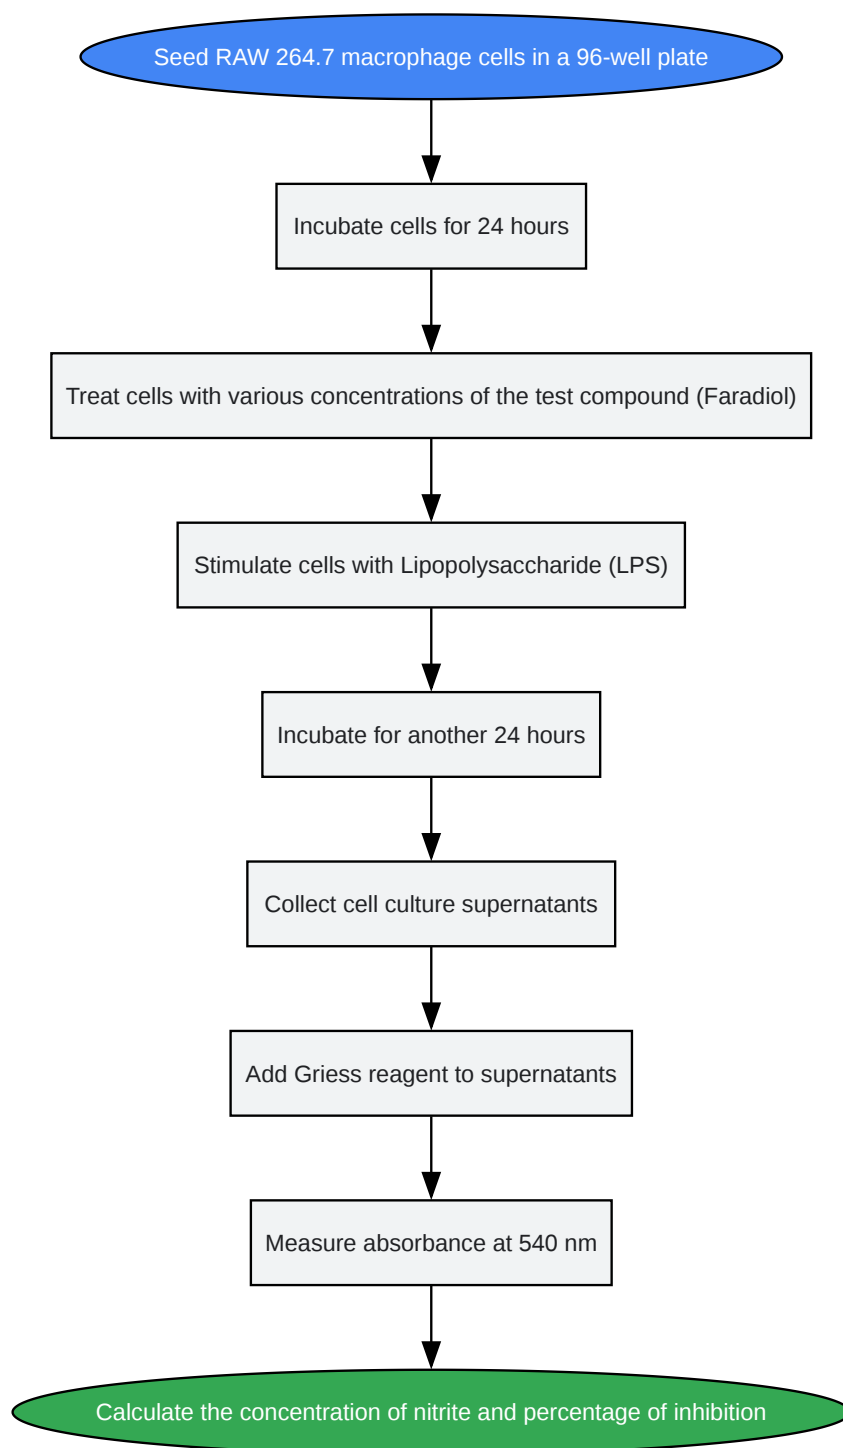 Seed RAW 264.7 macrophage cells in a 96-well plate
Incubate cells for 24 hours
Treat cells with various concentrations of the test compound (Faradiol)
Stimulate cells with Lipopolysaccharide (LPS)
Incubate for another 24 hours
Collect cell culture supernatants
Add Griess reagent to supernatants
Measure absorbance at 540 nm
Calculate the concentration of nitrite and percentage of inhibition